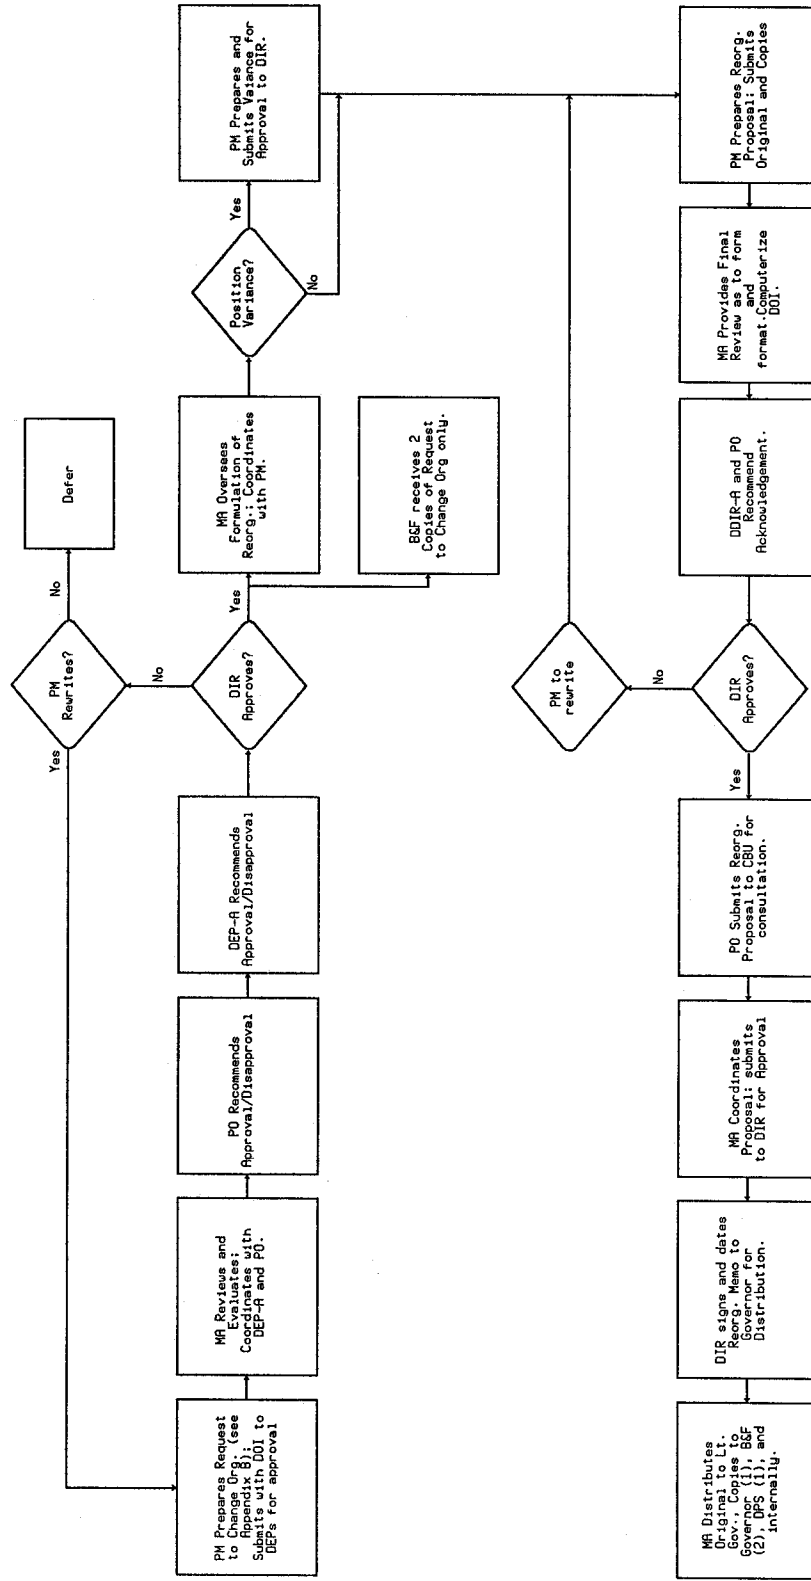 PM Prepares Request
to Change Org. (see
Appendix B);
Submits with DOI to
DEPs for approval
MA Reviews and
Evaluates;
Coordinates with
DEP-A and PO.
PO Recommends
Approval/Disapproval
DEP-A Recommends
Approval/Disapproval
DIR
Approves?
No
PM
Rewrites?
Yes
No
Defer
Yes
MA Oversees
Formulation of
Reorg.; Coordinates
with PM.
B&F receives 2
Copies of Request
to Change Org only.
Position
Variance?
Yes
No
PM Prepares and
Submits Vaiance for
Approval to DIR.
PM Prepares Reorg.
Proposal; Submits
Original and Copies
MA Provides Final
Review as to form
and
format.Computerize
DOI.
DDIR-A and PO
Recommend
Acknowledgement.
DIR
Approves?
No
PM to
rewrite
Yes
PO Submits Reorg.
Proposal to CBU for
consultation.
MA Coordinates
Proposal; submits
to DIR for Approval
DIR signs and dates
Reorg. Memo to
Governor for
Distribution.
MA Distributes
Original to Lt.
Gov., Copies to
Governor (1), B&F
(2), DPS (1), and
internally.